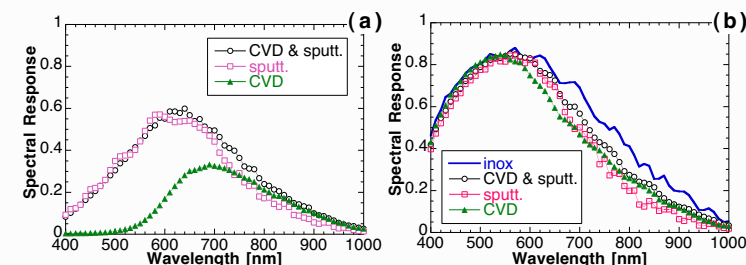 (a)
CVD & sputt.
sputt.
CVD
Spectral Response
1
0.8
0.6
0.4
0.2
0
400 500 600 700 800 900 1000
Wavelength [nm]
(b)
inox
CVD & sputt.
sputt.
CVD
Spectral Response
1
0.8
0.6
0.4
0.2
0
400 500 600 700 800 900 1000
Wavelength [nm]